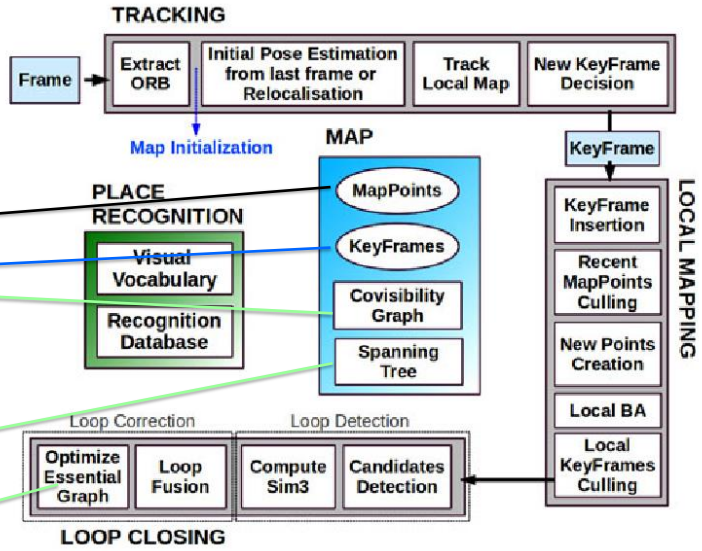 TRACKING
Frame
Extract
ORB
Initial Pose Estimation
from last frame or
Relocalisation
Track
Local Map
New KeyFrame
Decision
Map Initialization
MAP
KeyFrame
PLACE
RECOGNITION
Visual
Vocabulary
Recognition
Database
MapPoints
KeyFrames
Covisibility
Graph
Spanning
Tree
KeyFrame
Insertion
Recent
MapPoints
Culling
New Points
Creation
Local BA
Local
KeyFrames
Culling
LOCAL MAPPING
Loop Correction
Loop Detection
Optimize
Essential
Graph
Loop
Fusion
Compute
Sim3
Candidates
Detection
LOOP CLOSING